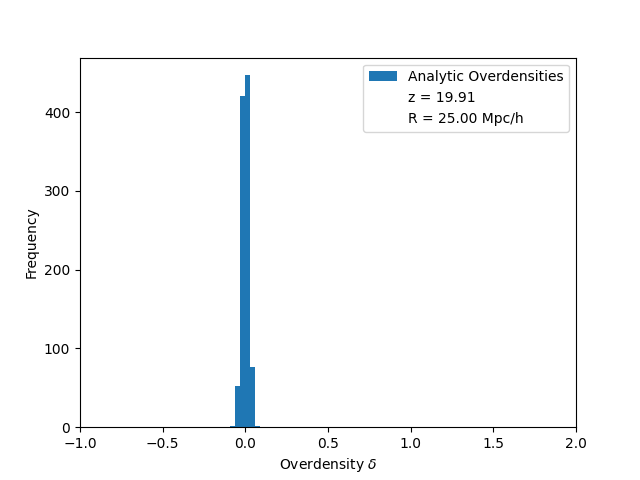 Analytic Overdensities
z = 19.91
R = 25.00 Mpc/h
Frequency
400
300
200
100
0
−1.0 −0.5 0.0 0.5 1.0 1.5 2.0
Overdensity δ